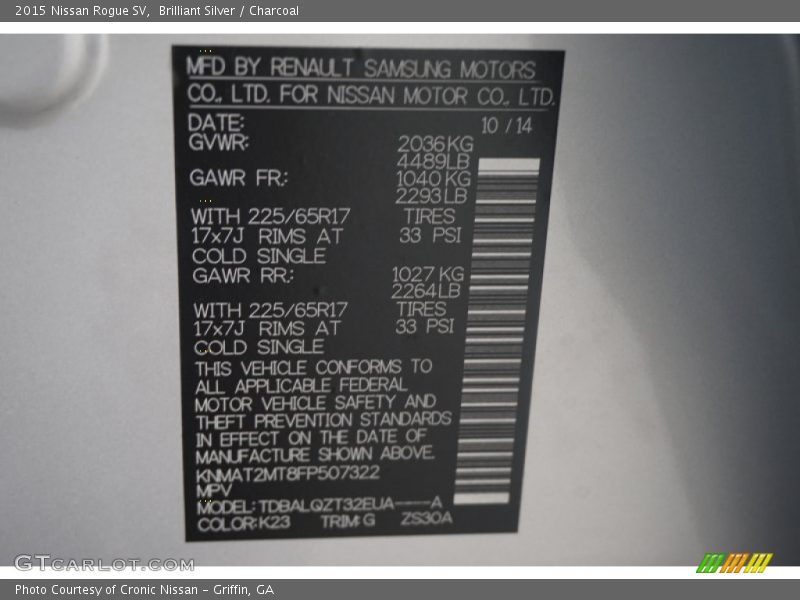 2015 Nissan Rogue SV, Brilliant Silver / Charcoal
MFD BY RENAULT SAMSUNG MOTORS
CO., LTD. FOR NISSAN MOTOR CO., LTD.
DATE: 10 / 14
GVWR: 2036KG
4489LB
GAWR FR.: 1040 KG
2293 LB
WITH 225/65R17 TIRES
17x7J RIMS AT 33 PSI
COLD SINGLE
GAWR RR.: 1027 KG
2264LB
WITH 225/65R17 TIRES
17x7J RIMS AT 33 PSI
COLD SINGLE
THIS VEHICLE CONFORMS TO
ALL APPLICABLE FEDERAL
MOTOR VEHICLE SAFETY AND
THEFT PREVENTION STANDARDS
IN EFFECT ON THE DATE OF
MANUFACTURE SHOWN ABOVE.
KNMAT2MT8FP507322
MPV
MODEL: TDBALQZT32EUA-----A
COLOR: K23 TRIM: G ZS30A
GTCARLOT.COM
Photo Courtesy of Cronic Nissan - Griffin, GA